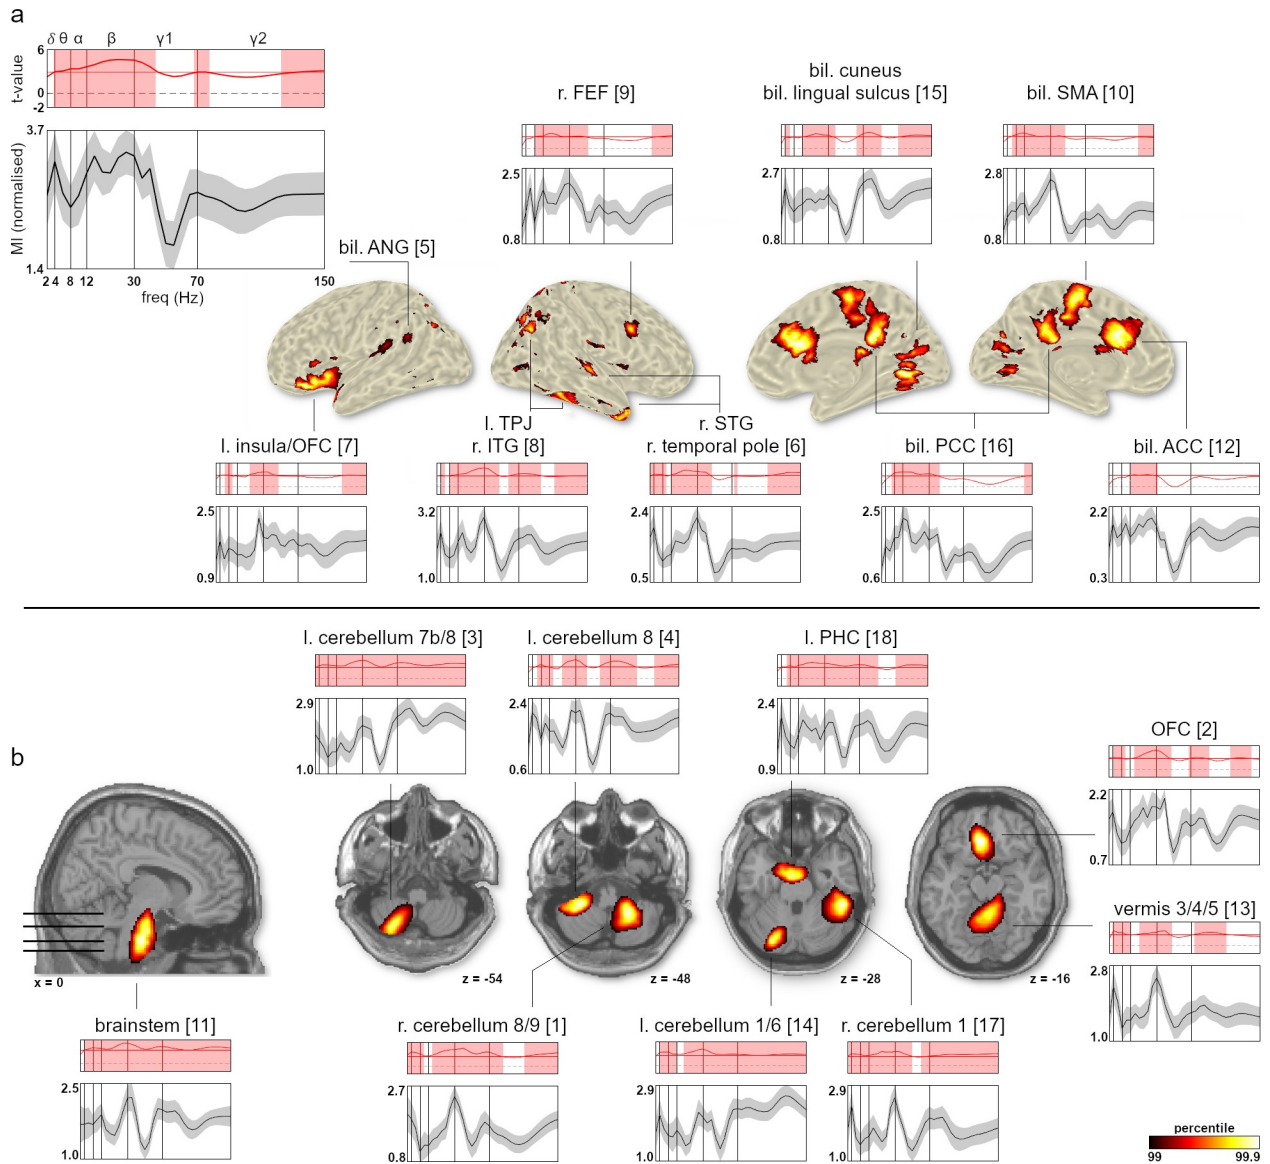 a
δ θ α β γ1 γ2
6
0
-2
t-value
3.7
1.4
MI (normalised)
2 4 8 12 30 70 150
freq (Hz)
r. FEF [9]
2.5
0.8
bil. cuneus
bil. lingual sulcus [15]
2.7
0.8
bil. SMA [10]
2.8
0.8
bil. ANG [5]
l. insula/OFC [7]
2.5
0.9
l. TPJ
r. ITG [8]
3.2
1.0
r. STG
r. temporal pole [6]
2.4
0.5
bil. PCC [16]
2.5
0.6
bil. ACC [12]
2.2
0.3
b
l. cerebellum 7b/8 [3]
2.9
1.0
l. cerebellum 8 [4]
2.4
0.6
l. PHC [18]
2.4
0.9
OFC [2]
2.2
0.7
vermis 3/4/5 [13]
2.8
1.0
x = 0
z = -54
z = -48
z = -28
z = -16
brainstem [11]
2.5
1.0
r. cerebellum 8/9 [1]
2.7
0.8
l. cerebellum 1/6 [14]
2.9
1.0
r. cerebellum 1 [17]
2.9
1.0
percentile
99 99.9